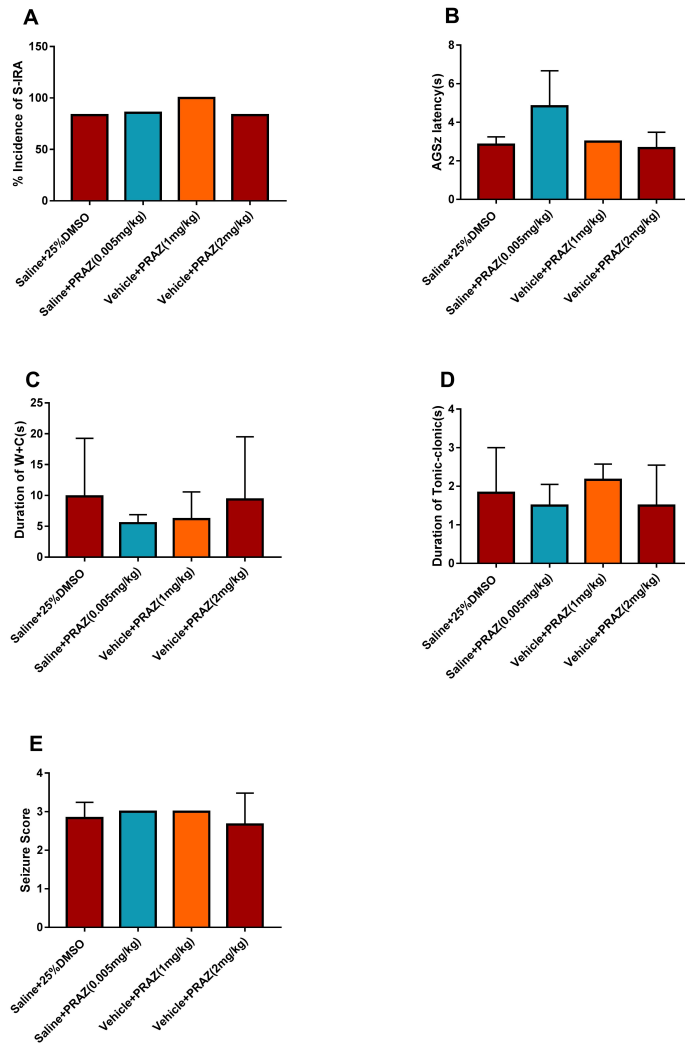 A
% Incidence of S-IRA
150
100
50
0
Saline+25%DMSO
Saline+PRAZ(0.005mg/kg)
Vehicle+PRAZ(1mg/kg)
Vehicle+PRAZ(2mg/kg)
B
AGSz latency(s)
8
6
4
2
0
Saline+25%DMSO
Saline+PRAZ(0.005mg/kg)
Vehicle+PRAZ(1mg/kg)
Vehicle+PRAZ(2mg/kg)
C
Duration of W+C(s)
25
20
15
10
5
0
Saline+25%DMSO
Saline+PRAZ(0.005mg/kg)
Vehicle+PRAZ(1mg/kg)
Vehicle+PRAZ(2mg/kg)
D
Duration of Tonic-clonic(s)
4
3
2
1
0
Saline+25%DMSO
Saline+PRAZ(0.005mg/kg)
Vehicle+PRAZ(1mg/kg)
Vehicle+PRAZ(2mg/kg)
E
Seizure Score
4
3
2
1
0
Saline+25%DMSO
Saline+PRAZ(0.005mg/kg)
Vehicle+PRAZ(1mg/kg)
Vehicle+PRAZ(2mg/kg)